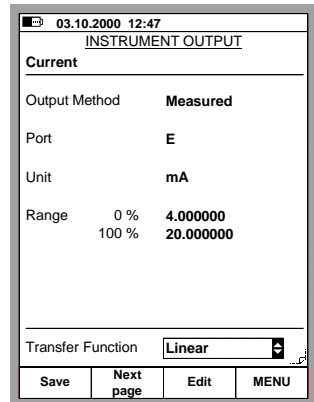 03.10.2000 12:47
INSTRUMENT OUTPUT
Current
Output Method Measured
Port E
Unit mA
Range 0 % 4.000000
100 % 20.000000
Transfer Function Linear
Save Next page Edit MENU